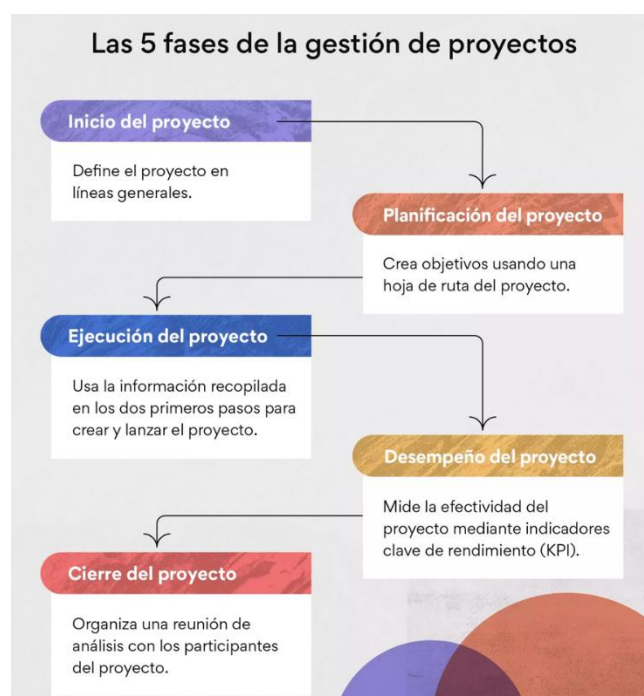 Las 5 fases de la gestión de proyectos
Inicio del proyecto
Define el proyecto en
líneas generales.
Planificación del proyecto
Crea objetivos usando una
hoja de ruta del proyecto.
Ejecución del proyecto
Usa la información recopilada
en los dos primeros pasos para
crear y lanzar el proyecto.
Desempeño del proyecto
Mide la efectividad del
proyecto mediante indicadores
clave de rendimiento (KPI).
Cierre del proyecto
Organiza una reunión de
análisis con los participantes
del proyecto.